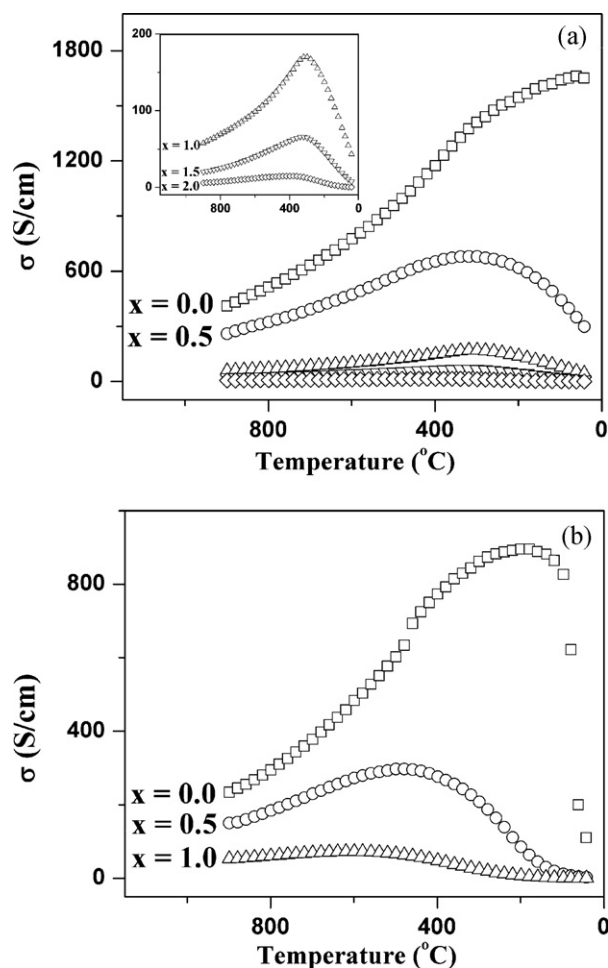 (a)
σ (S/cm)
1800
1200
600
0
200
100
0
x = 1.0
x = 1.5
x = 2.0
800 400 0
x = 0.0
x = 0.5
800 400 0
Temperature (°C)
(b)
σ (S/cm)
800
400
0
x = 0.0
x = 0.5
x = 1.0
800 400 0
Temperature (°C)